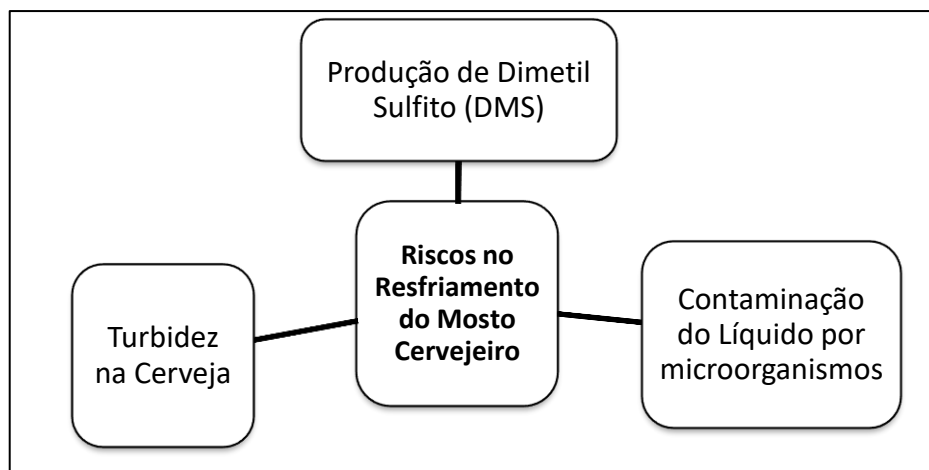 Produção de Dimetil
Sulfito (DMS)
Riscos no
Resfriamento
do Mosto
Cervejeiro
Turbidez
na Cerveja
Contaminação
do Líquido por
microorganismos